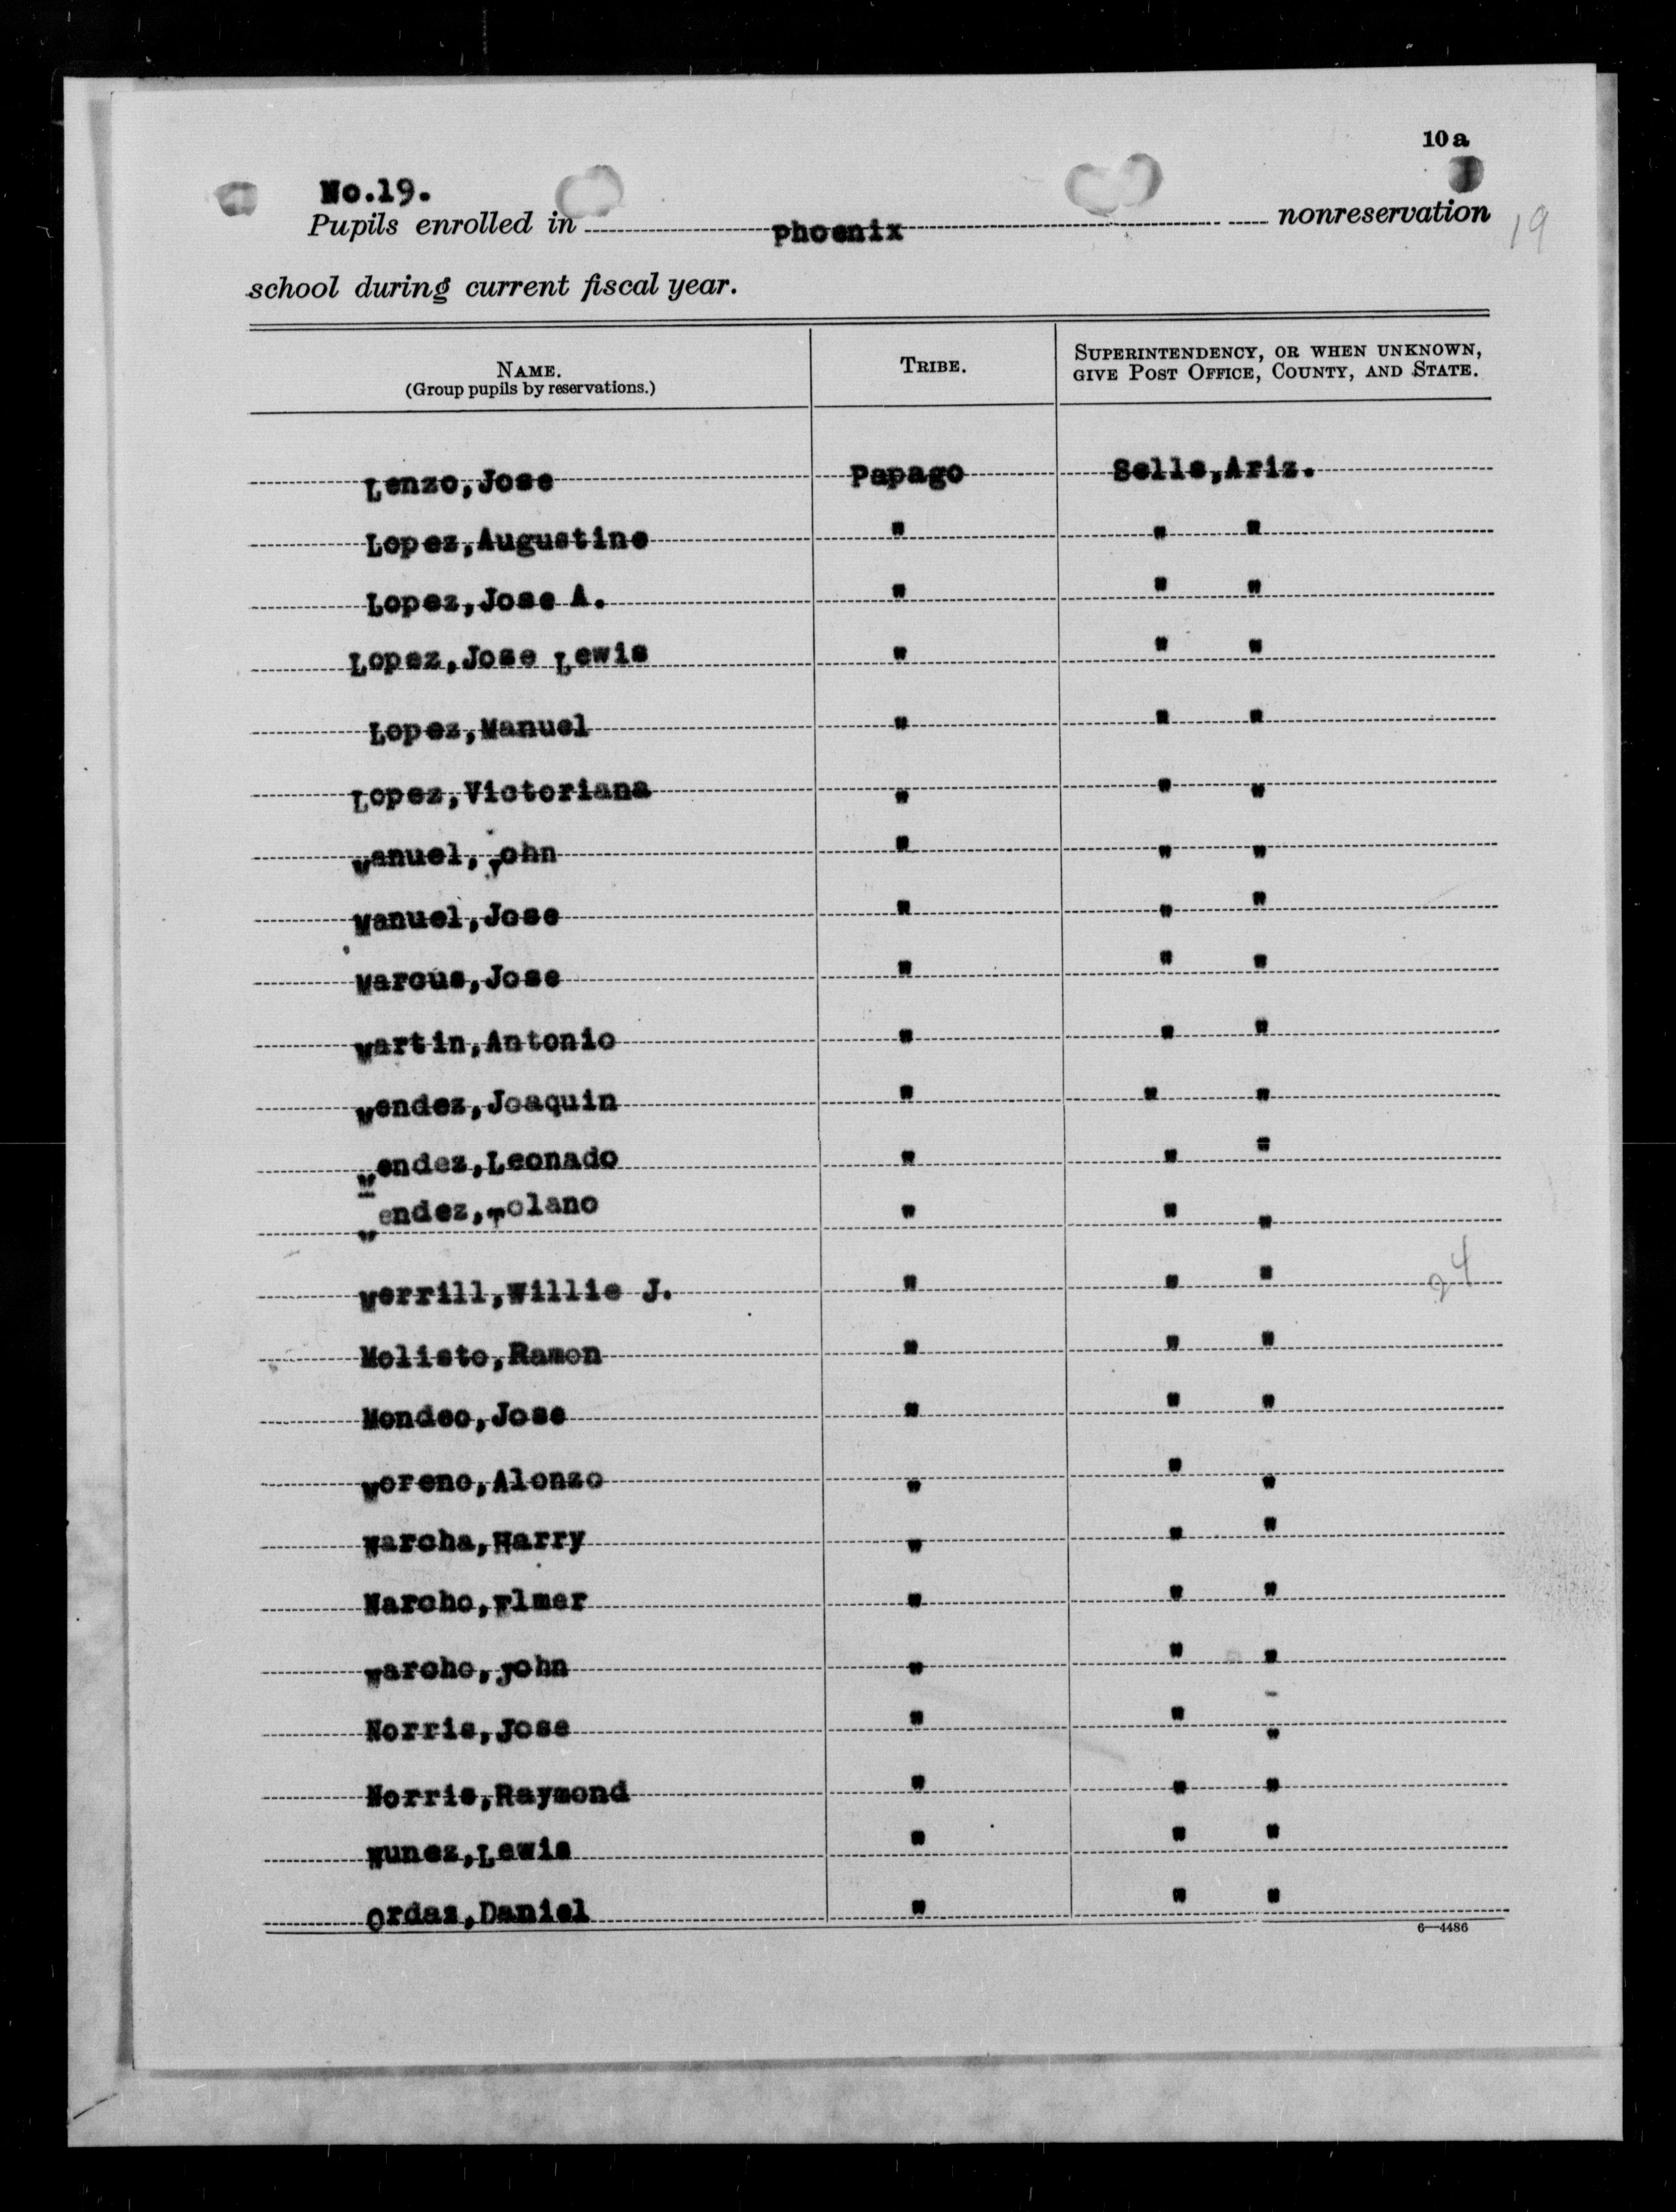 10 a
No.19.
Pupils enrolled in phoenix nonreservation
19
school during current fiscal year.
NAME.
(Group pupils by reservations.)
TRIBE.
SUPERINTENDENCY, OR WHEN UNKNOWN,
GIVE POST OFFICE, COUNTY, AND STATE.
Lenzo,Jose Papago Sells,Ariz.
Lopez,Augustine " " "
Lopez,Jose A. " " "
Lopez,Jose Lewis " " "
Lopez,Manuel " " "
Lopez,Victoriana " " "
Manuel,John " " "
Manuel,Jose " " "
Marcus,Jose " " "
Martin,Antonio " " "
Mendez,Joaquin " " "
Mendez,Leonado " " "
Mendez,Tolano " " "
Merrill,Willie J. " " "
24
Molisto,Ramon " " "
Mondeo,Jose " " "
Moreno,Alonzo " " "
Narcha,Harry " " "
Narcho,Elmer " " "
Narcho,John " " "
Norris,Jose " " "
Norris,Raymond " " "
Nunez,Lewis " " "
Ordaz,Daniel " " "
6—4486